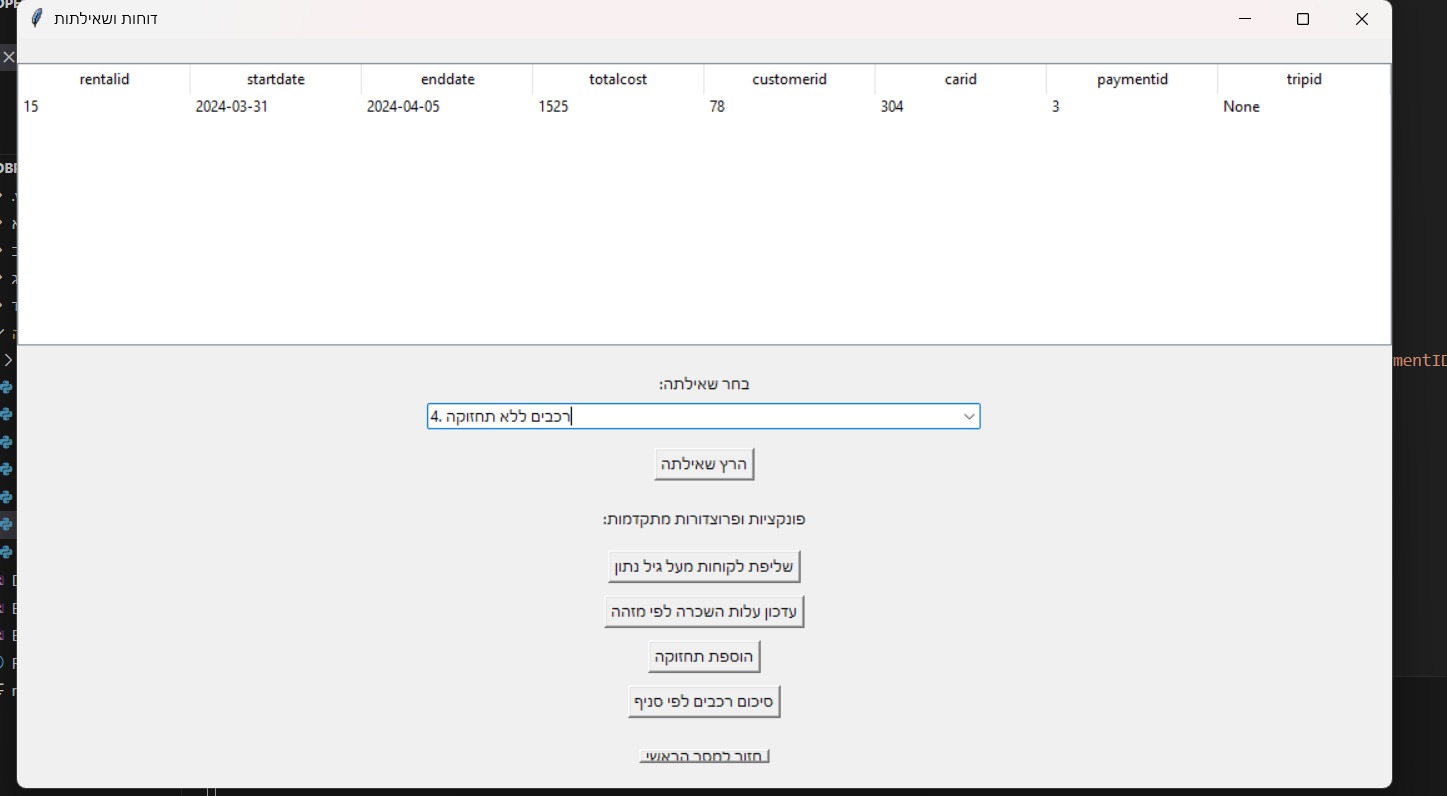 דוחות ושאילתות
rentalid startdate enddate totalcost customerid carid paymentid tripid
15 2024-03-31 2024-04-05 1525 78 304 3 None
בחר שאילתה:
4. רכבים ללא תחזוקה
הרץ שאילתה
פונקציות ופרוצדורות מתקדמות:
שליפת לקוחות מעל גיל נתון
עדכון עלות השכרה לפי מזהה
הוספת תחזוקה
סיכום רכבים לפי סניף
חזור למסך הראשי
mentID